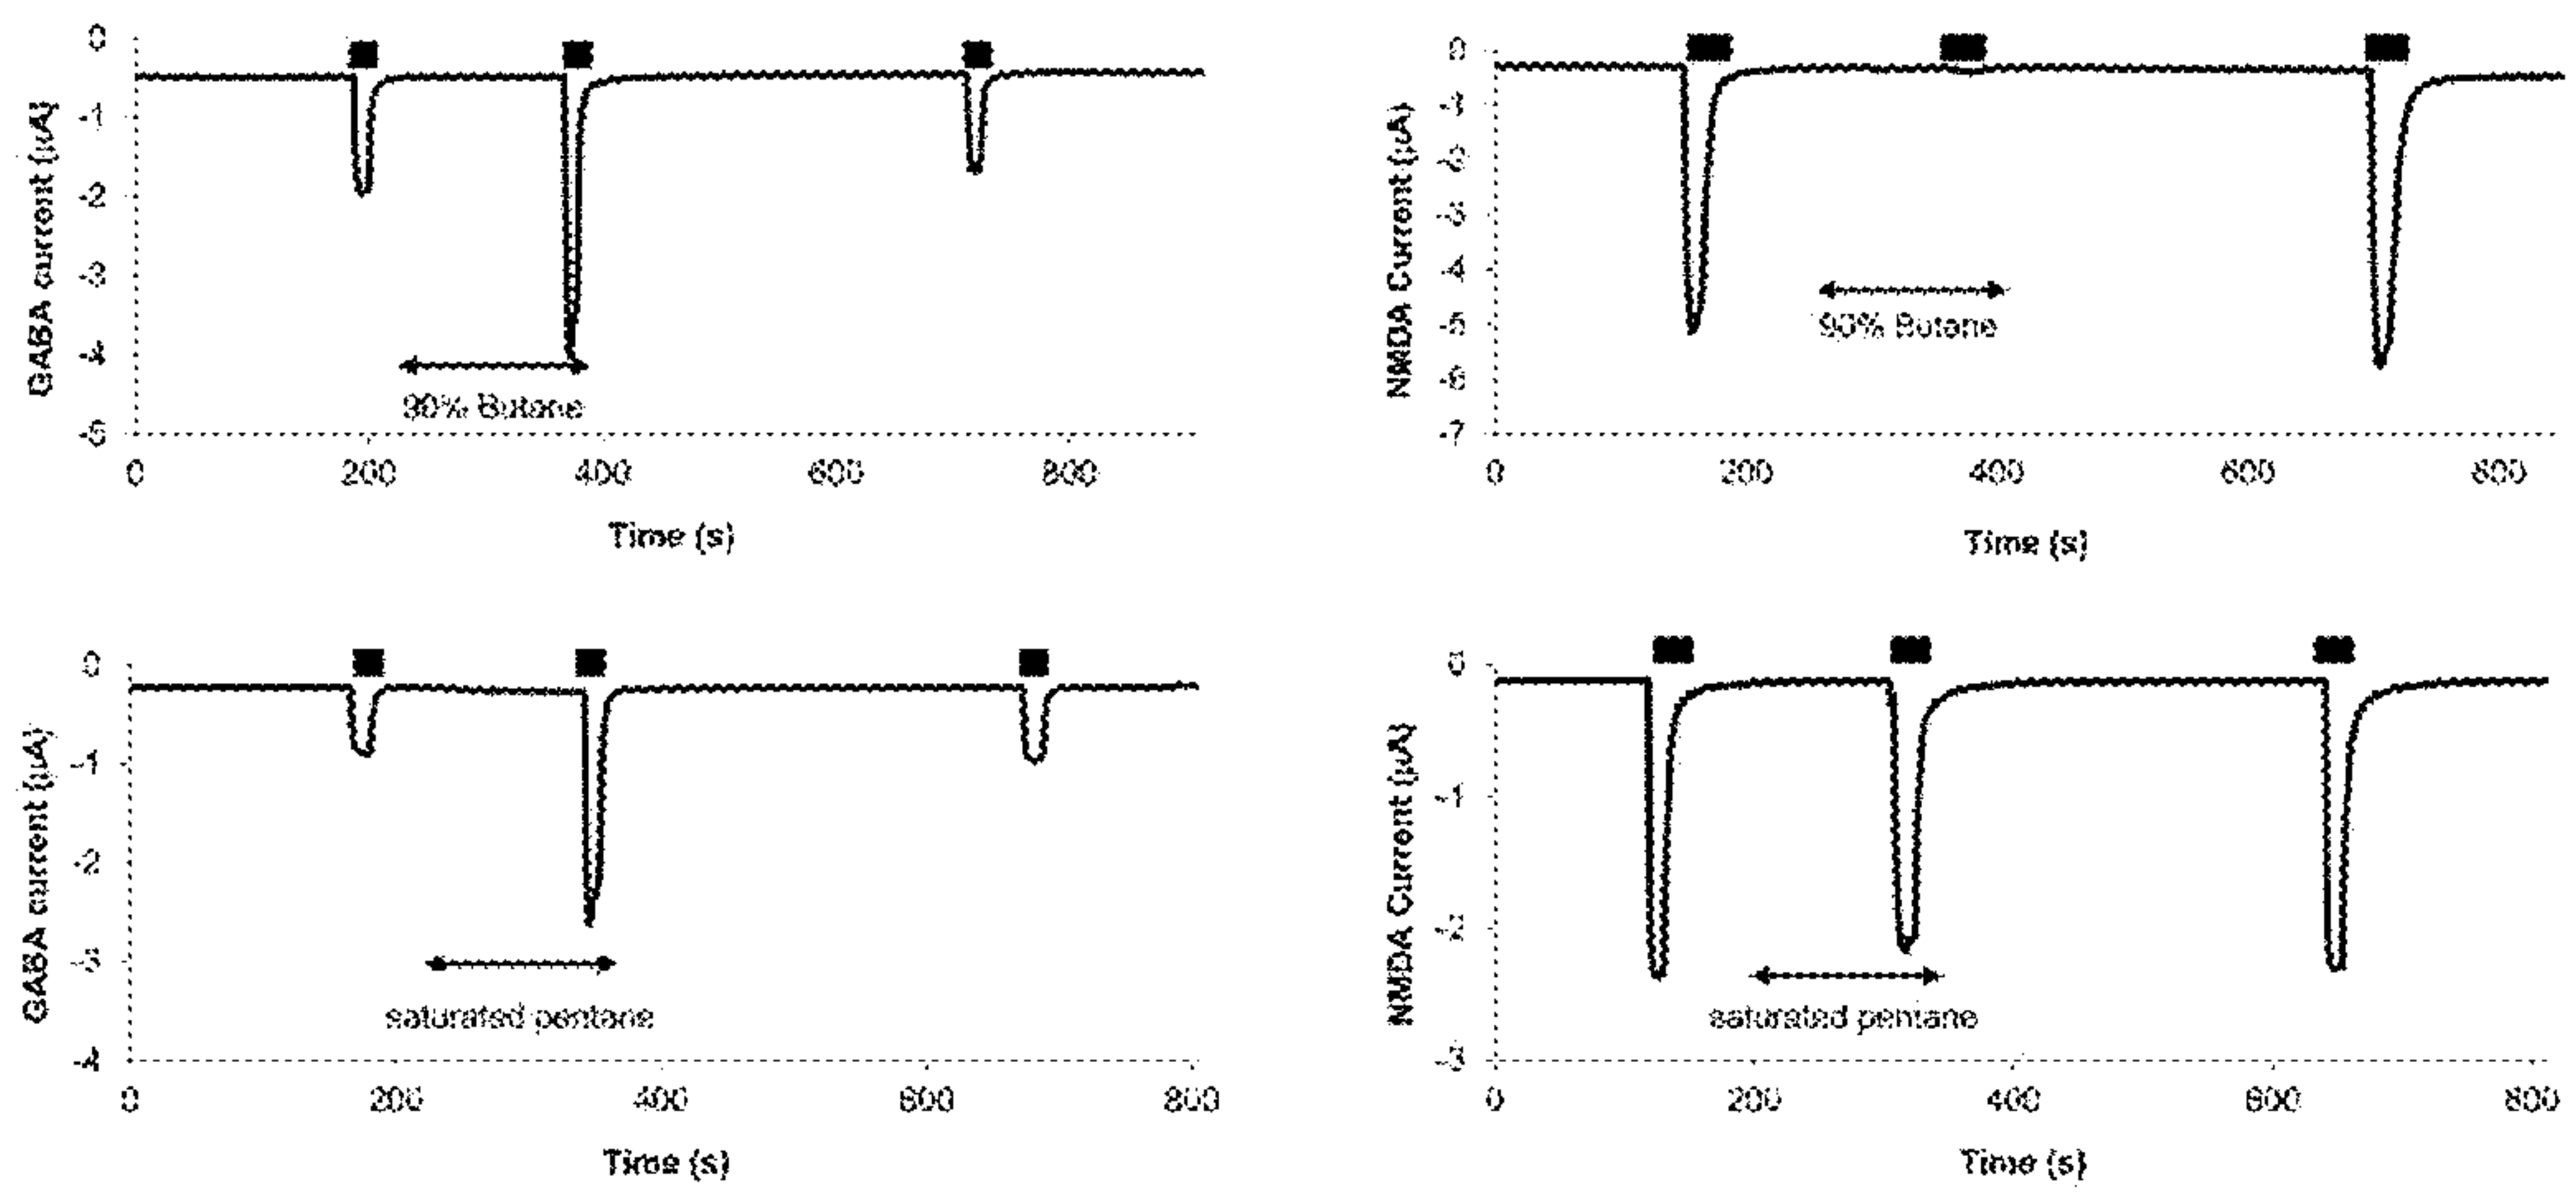 0
-1
-2
-3
-4
-5
GABA current (µA)
90% Butane
0 200 400 600 800
Time (s)
0
-1
-2
-3
-4
-5
-6
-7
NMDA Current (µA)
90% Butane
0 200 400 600 800
Time (s)
0
-1
-2
-3
-4
GABA current (µA)
saturated pentane
0 200 400 600 800
Time (s)
0
-1
-2
-3
NMDA Current (µA)
saturated pentane
0 200 400 600 800
Time (s)